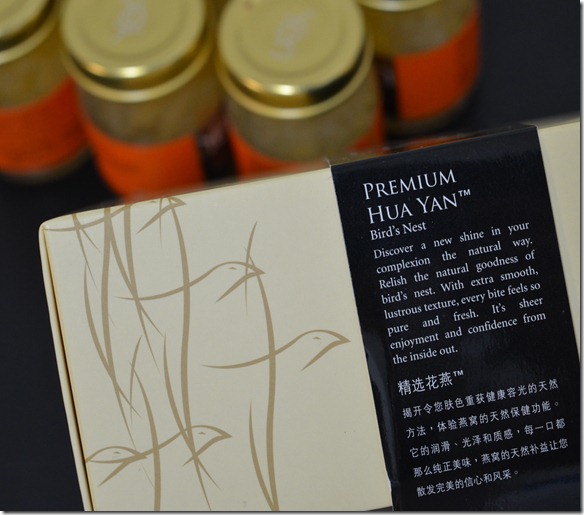 PREMIUM
HUA YAN™
Bird's Nest
Discover a new shine in your
complexion the natural way.
Relish the natural goodness of
bird's nest. With extra smooth,
lustrous texture, every bite feels so
pure and fresh. It's sheer
enjoyment and confidence from
the inside out.
精选花燕™
揭开令您肤色重获健康容光的天然
方法，体验燕窝的天然保健功能。
它的润滑、光泽和质感，每一口都
那么纯正美味，燕窝的天然补益让您
散发完美的信心和风采。